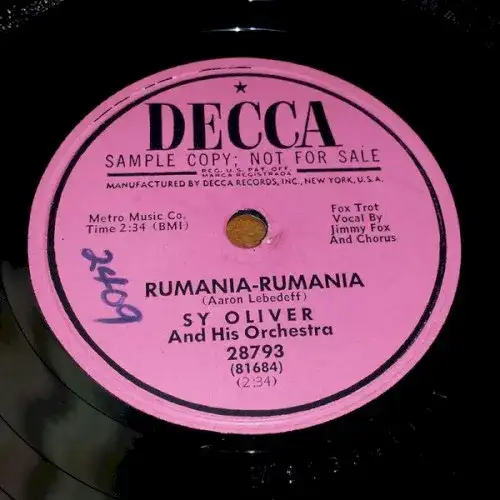 ★
DECCA
SAMPLE COPY; NOT FOR SALE
REG. U.S. PAT. OFF.
MARCA REGISTRADA
MANUFACTURED BY DECCA RECORDS, INC., NEW YORK, U.S.A.
Metro Music Co.
Time 2:34 (BMI)
Fox Trot
Vocal By
Jimmy Fox
And Chorus
RUMANIA-RUMANIA
(Aaron Lebedeff)
SY OLIVER
And His Orchestra
28793
(81684)
(2:34)